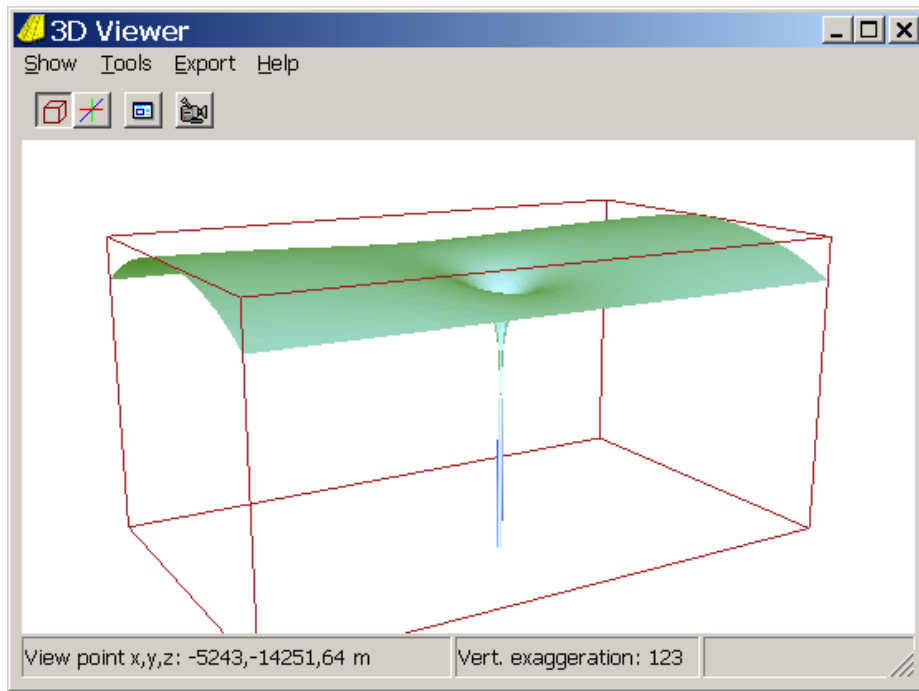 3D Viewer
Show Tools Export Help
View point x,y,z: -5243,-14251,64 m
Vert. exaggeration: 123